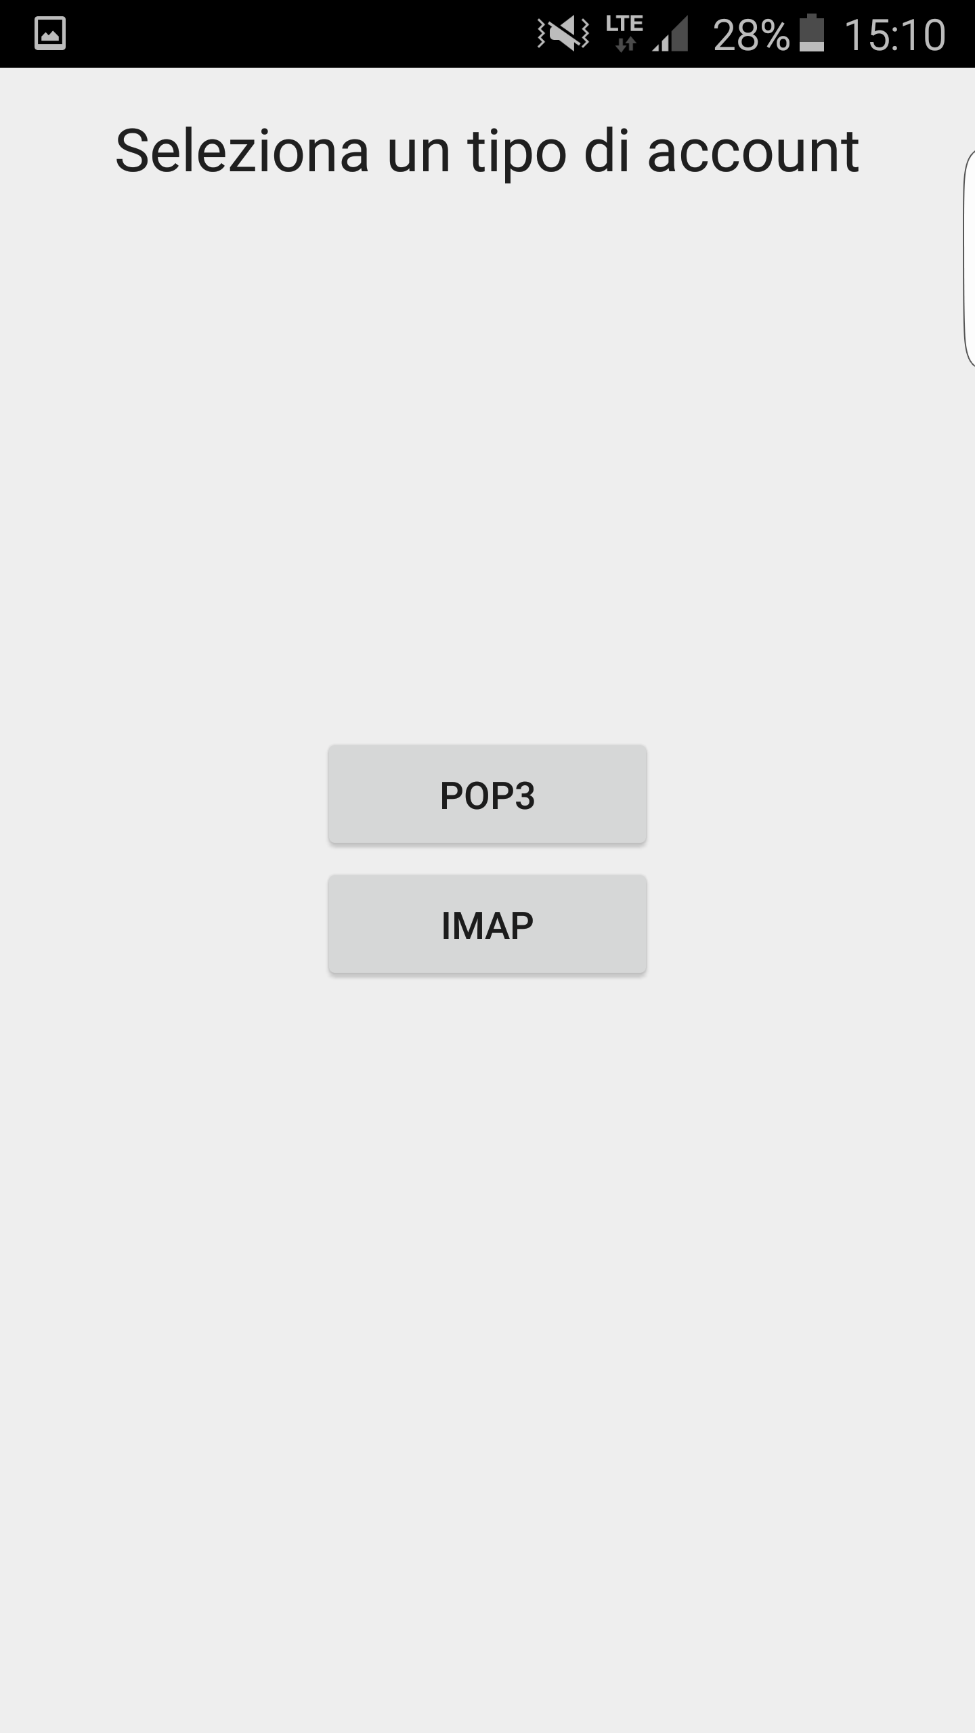 LTE 28% 15:10
Seleziona un tipo di account
POP3
IMAP